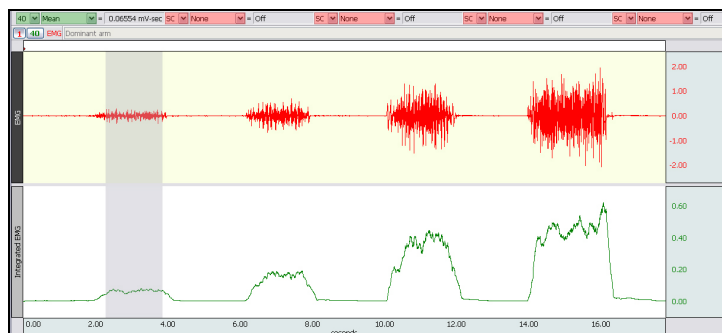 40 Mean = 0.06554 mV-sec SC None = Off SC None = Off SC None = Off SC None = Off
1 40 EMG Dominant arm
EMG
2.00
1.00
0.00
-1.00
-2.00
Integrated EMG
0.60
0.40
0.20
0.00
0.00 2.00 4.00 6.00 8.00 10.00 12.00 14.00 16.00
seconds